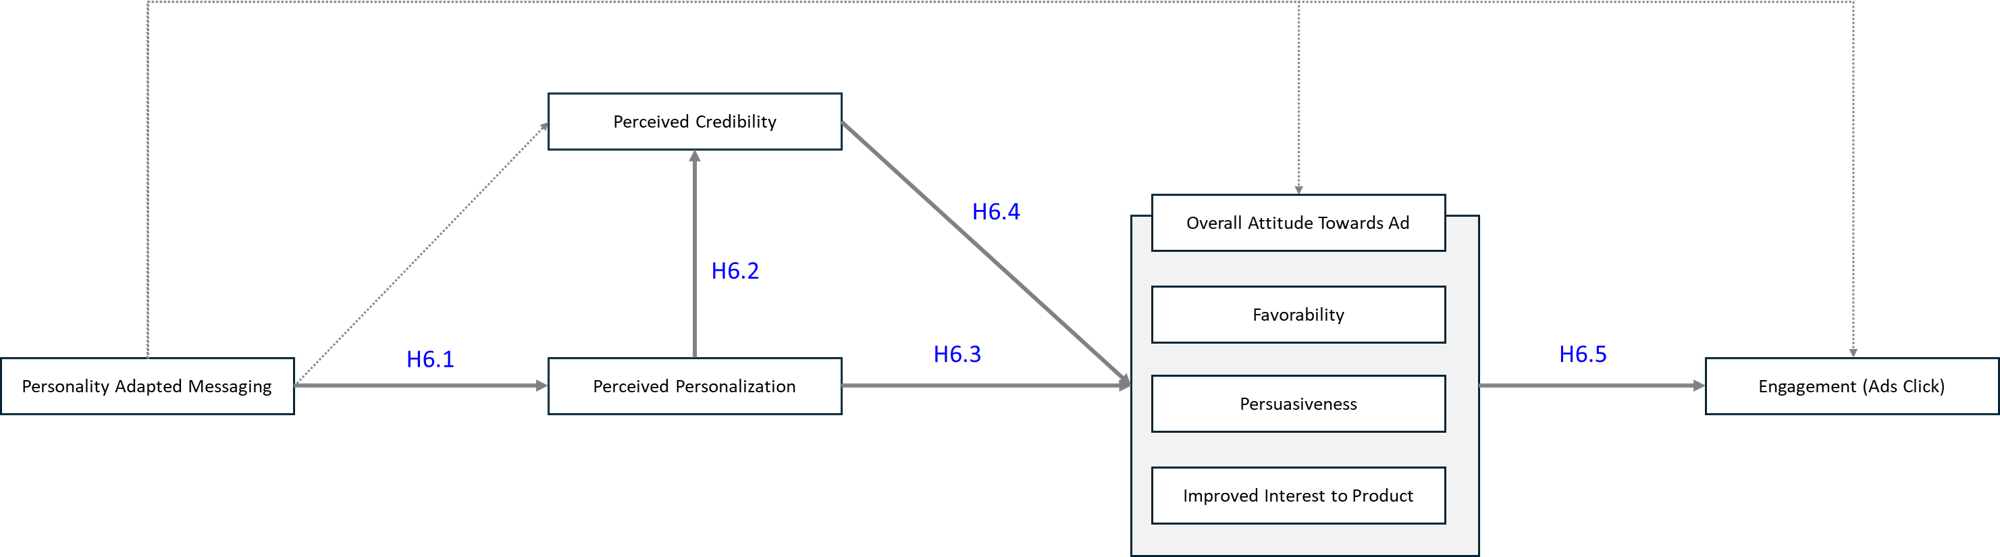 Perceived Credibility
H6.4
Overall Attitude Towards Ad
H6.2
Favorability
H6.1
H6.3
H6.5
Personality Adapted Messaging
Perceived Personalization
Persuasiveness
Engagement (Ads Click)
Improved Interest to Product